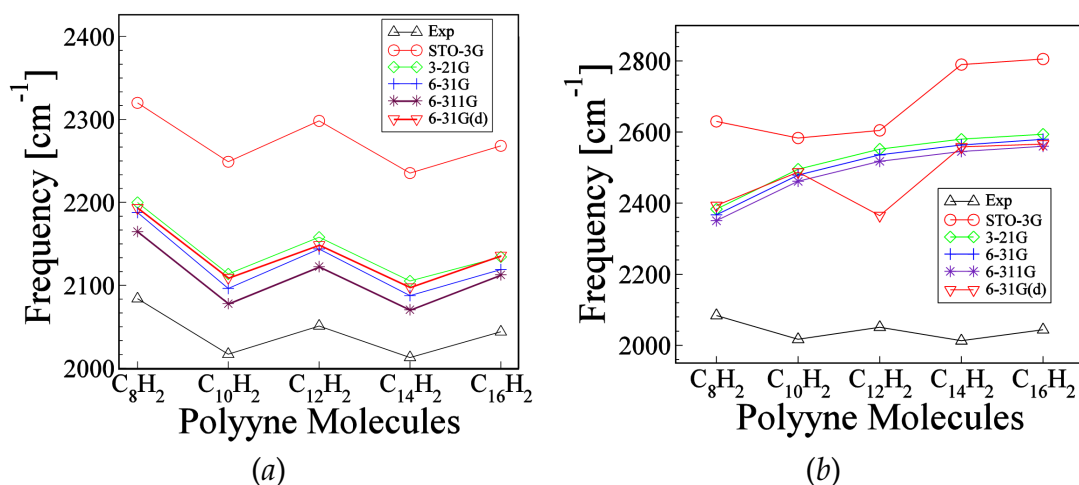 2400
2300
2200
2100
2000
Frequency [cm⁻¹]
Exp
STO-3G
3-21G
6-31G
6-311G
6-31G(d)
C₈H₂ C₁₀H₂ C₁₂H₂ C₁₄H₂ C₁₆H₂
Polyyne Molecules
(a)
2800
2600
2400
2200
2000
Frequency [cm⁻¹]
Exp
STO-3G
3-21G
6-31G
6-311G
6-31G(d)
C₈H₂ C₁₀H₂ C₁₂H₂ C₁₄H₂ C₁₆H₂
Polyyne Molecules
(b)